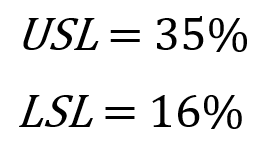 USL = 35%
LSL = 16%